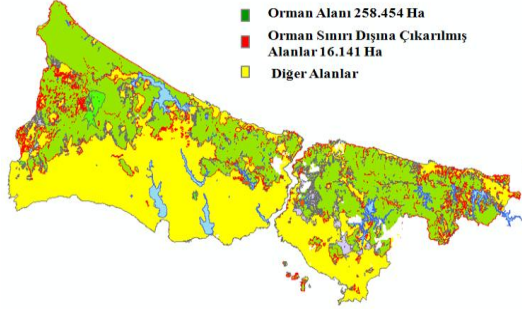 Orman Alanı 258.454 Ha
Orman Sınırı Dışına Çıkarılmış
Alanlar 16.141 Ha
Diğer Alanlar